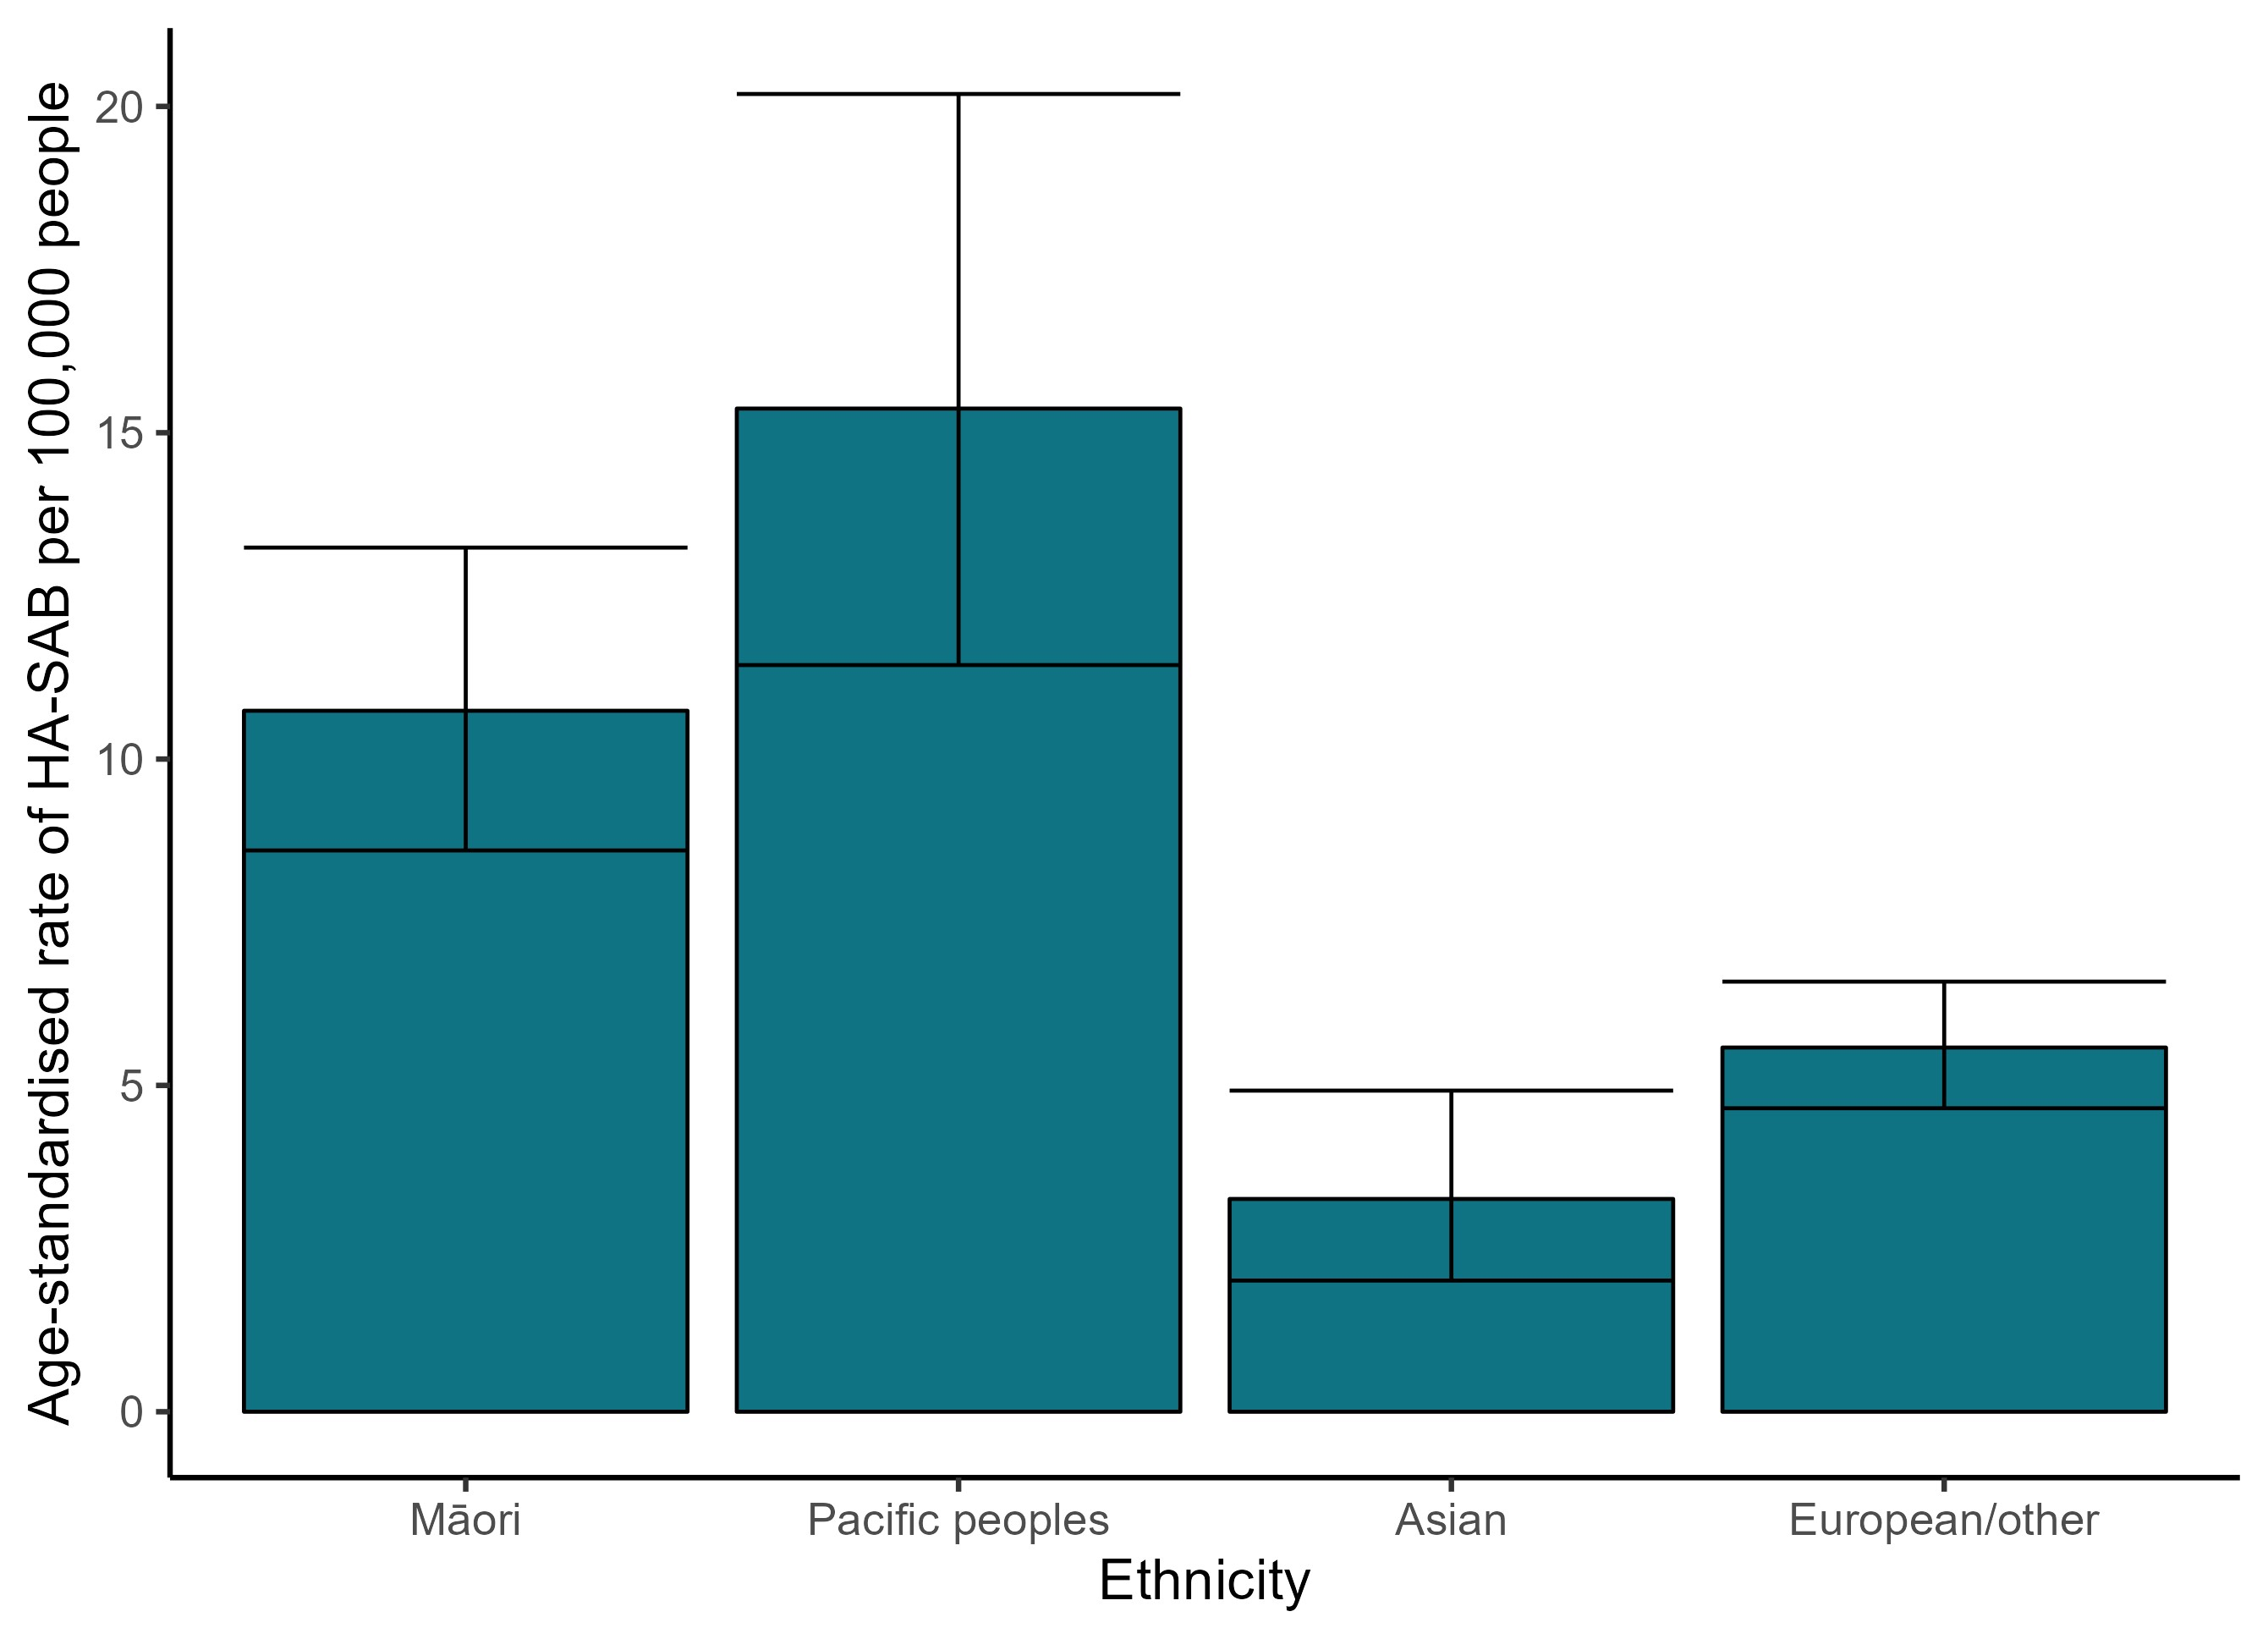 Age-standardised rate of HA-SAB per 100,000 people
20
15
10
5
0
Māori
Pacific peoples
Asian
European/other
Ethnicity